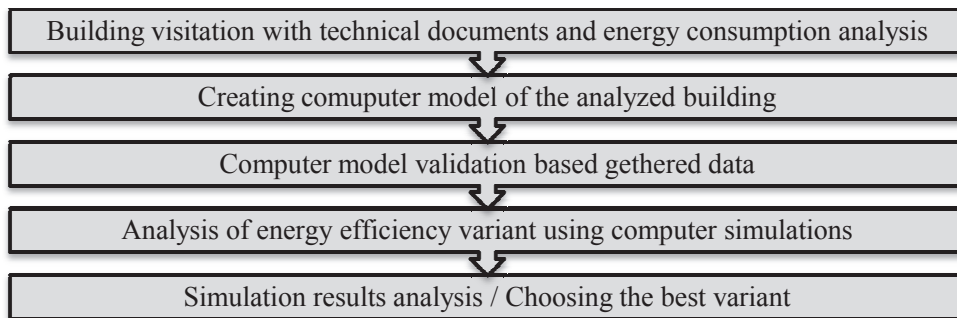 Building visitation with technical documents and energy consumption analysis
Creating comuputer model of the analyzed building
Computer model validation based gethered data
Analysis of energy efficiency variant using computer simulations
Simulation results analysis / Choosing the best variant